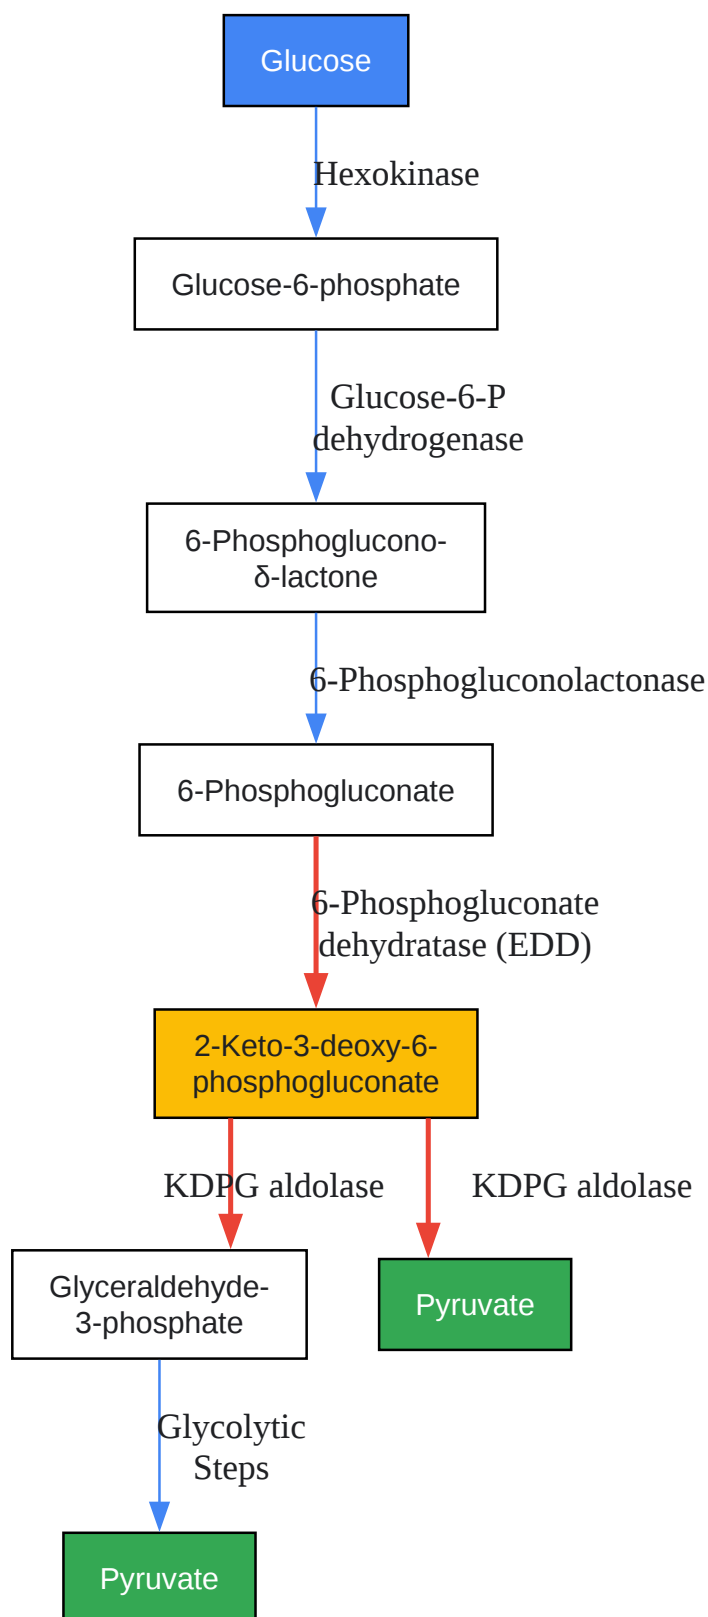 Glucose
Hexokinase
Glucose-6-phosphate
Glucose-6-P
dehydrogenase
6-Phosphoglucono-
δ-lactone
6-Phosphogluconolactonase
6-Phosphogluconate
6-Phosphogluconate
dehydratase (EDD)
2-Keto-3-deoxy-6-
phosphogluconate
KDPG aldolase
KDPG aldolase
Glyceraldehyde-
3-phosphate
Pyruvate
Glycolytic
Steps
Pyruvate